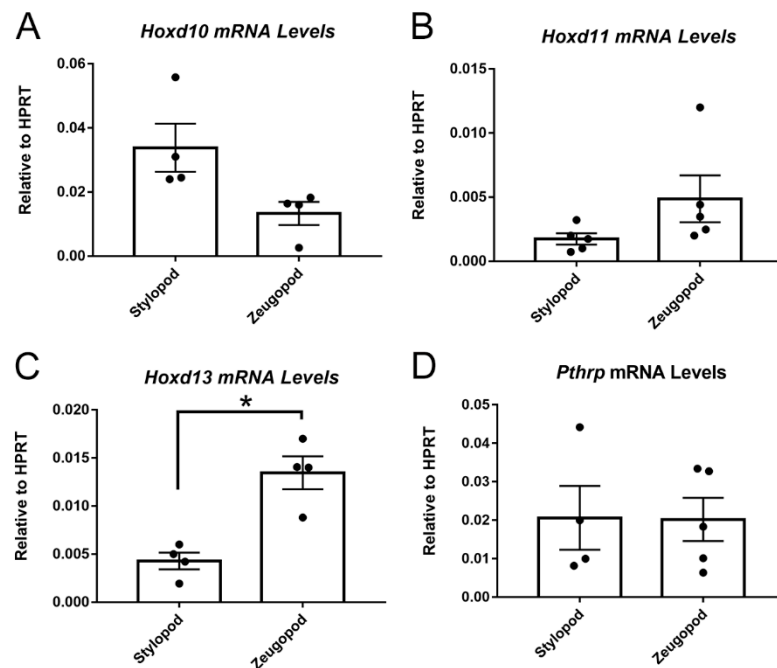 A
Hoxd10 mRNA Levels
Relative to HPRT
0.06
0.04
0.02
0.00
Stylopod
Zeugopod
B
Hoxd11 mRNA Levels
Relative to HPRT
0.015
0.010
0.005
0.000
Stylopod
Zeugopod
C
Hoxd13 mRNA Levels
Relative to HPRT
0.020
0.015
0.010
0.005
0.000
*
Stylopod
Zeugopod
D
Pthrp mRNA Levels
Relative to HPRT
0.05
0.04
0.03
0.02
0.01
0.00
Stylopod
Zeugopod